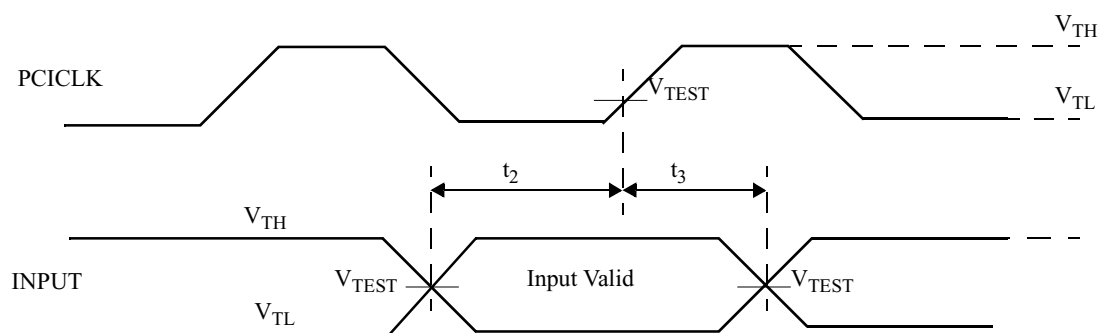 V_TH
PCICLK
V_TEST
V_TL
t_2
t_3
V_TH
INPUT
V_TEST
Input Valid
V_TEST
V_TL